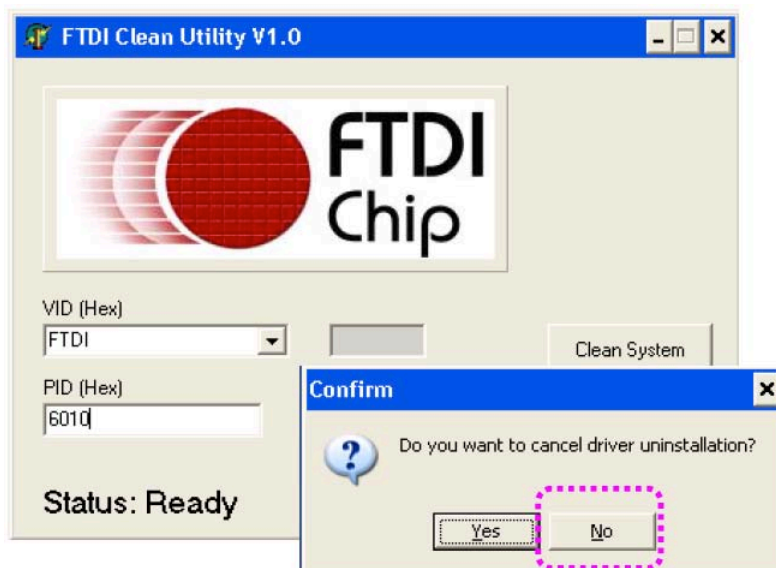 FTDI Clean Utility V1.0
FTDI
Chip
VID (Hex)
FTDI
Clean System
PID (Hex)
6010
Status: Ready
Confirm
Do you want to cancel driver uninstallation?
Yes
No